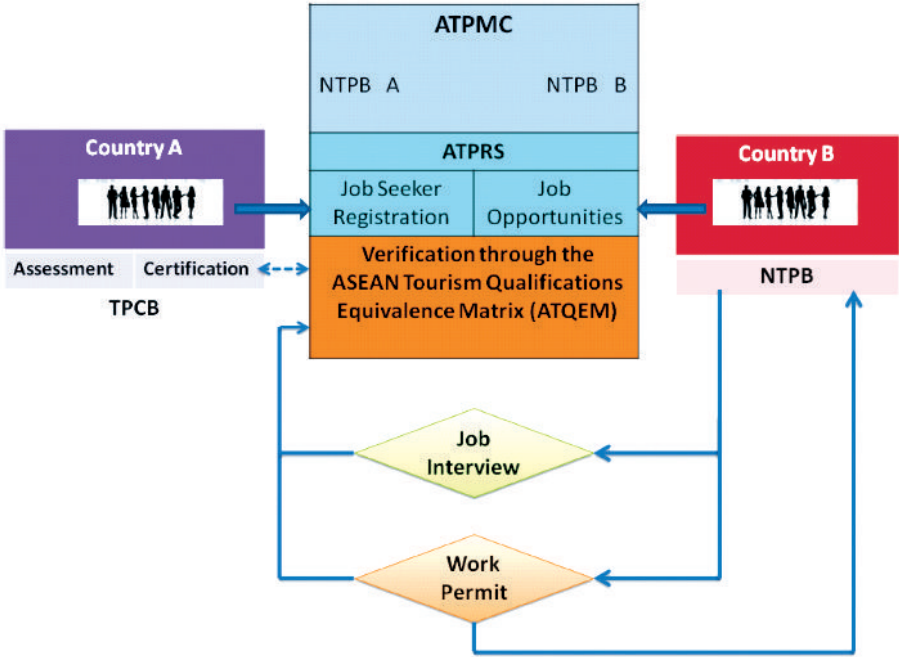 ATPMC
NTPB A
NTPB B
Country A
ATPRS
Country B
Job Seeker
Registration
Job
Opportunities
Assessment
Certification
TPCB
Verification through the
ASEAN Tourism Qualifications
Equivalence Matrix (ATQEM)
NTPB
Job
Interview
Work
Permit